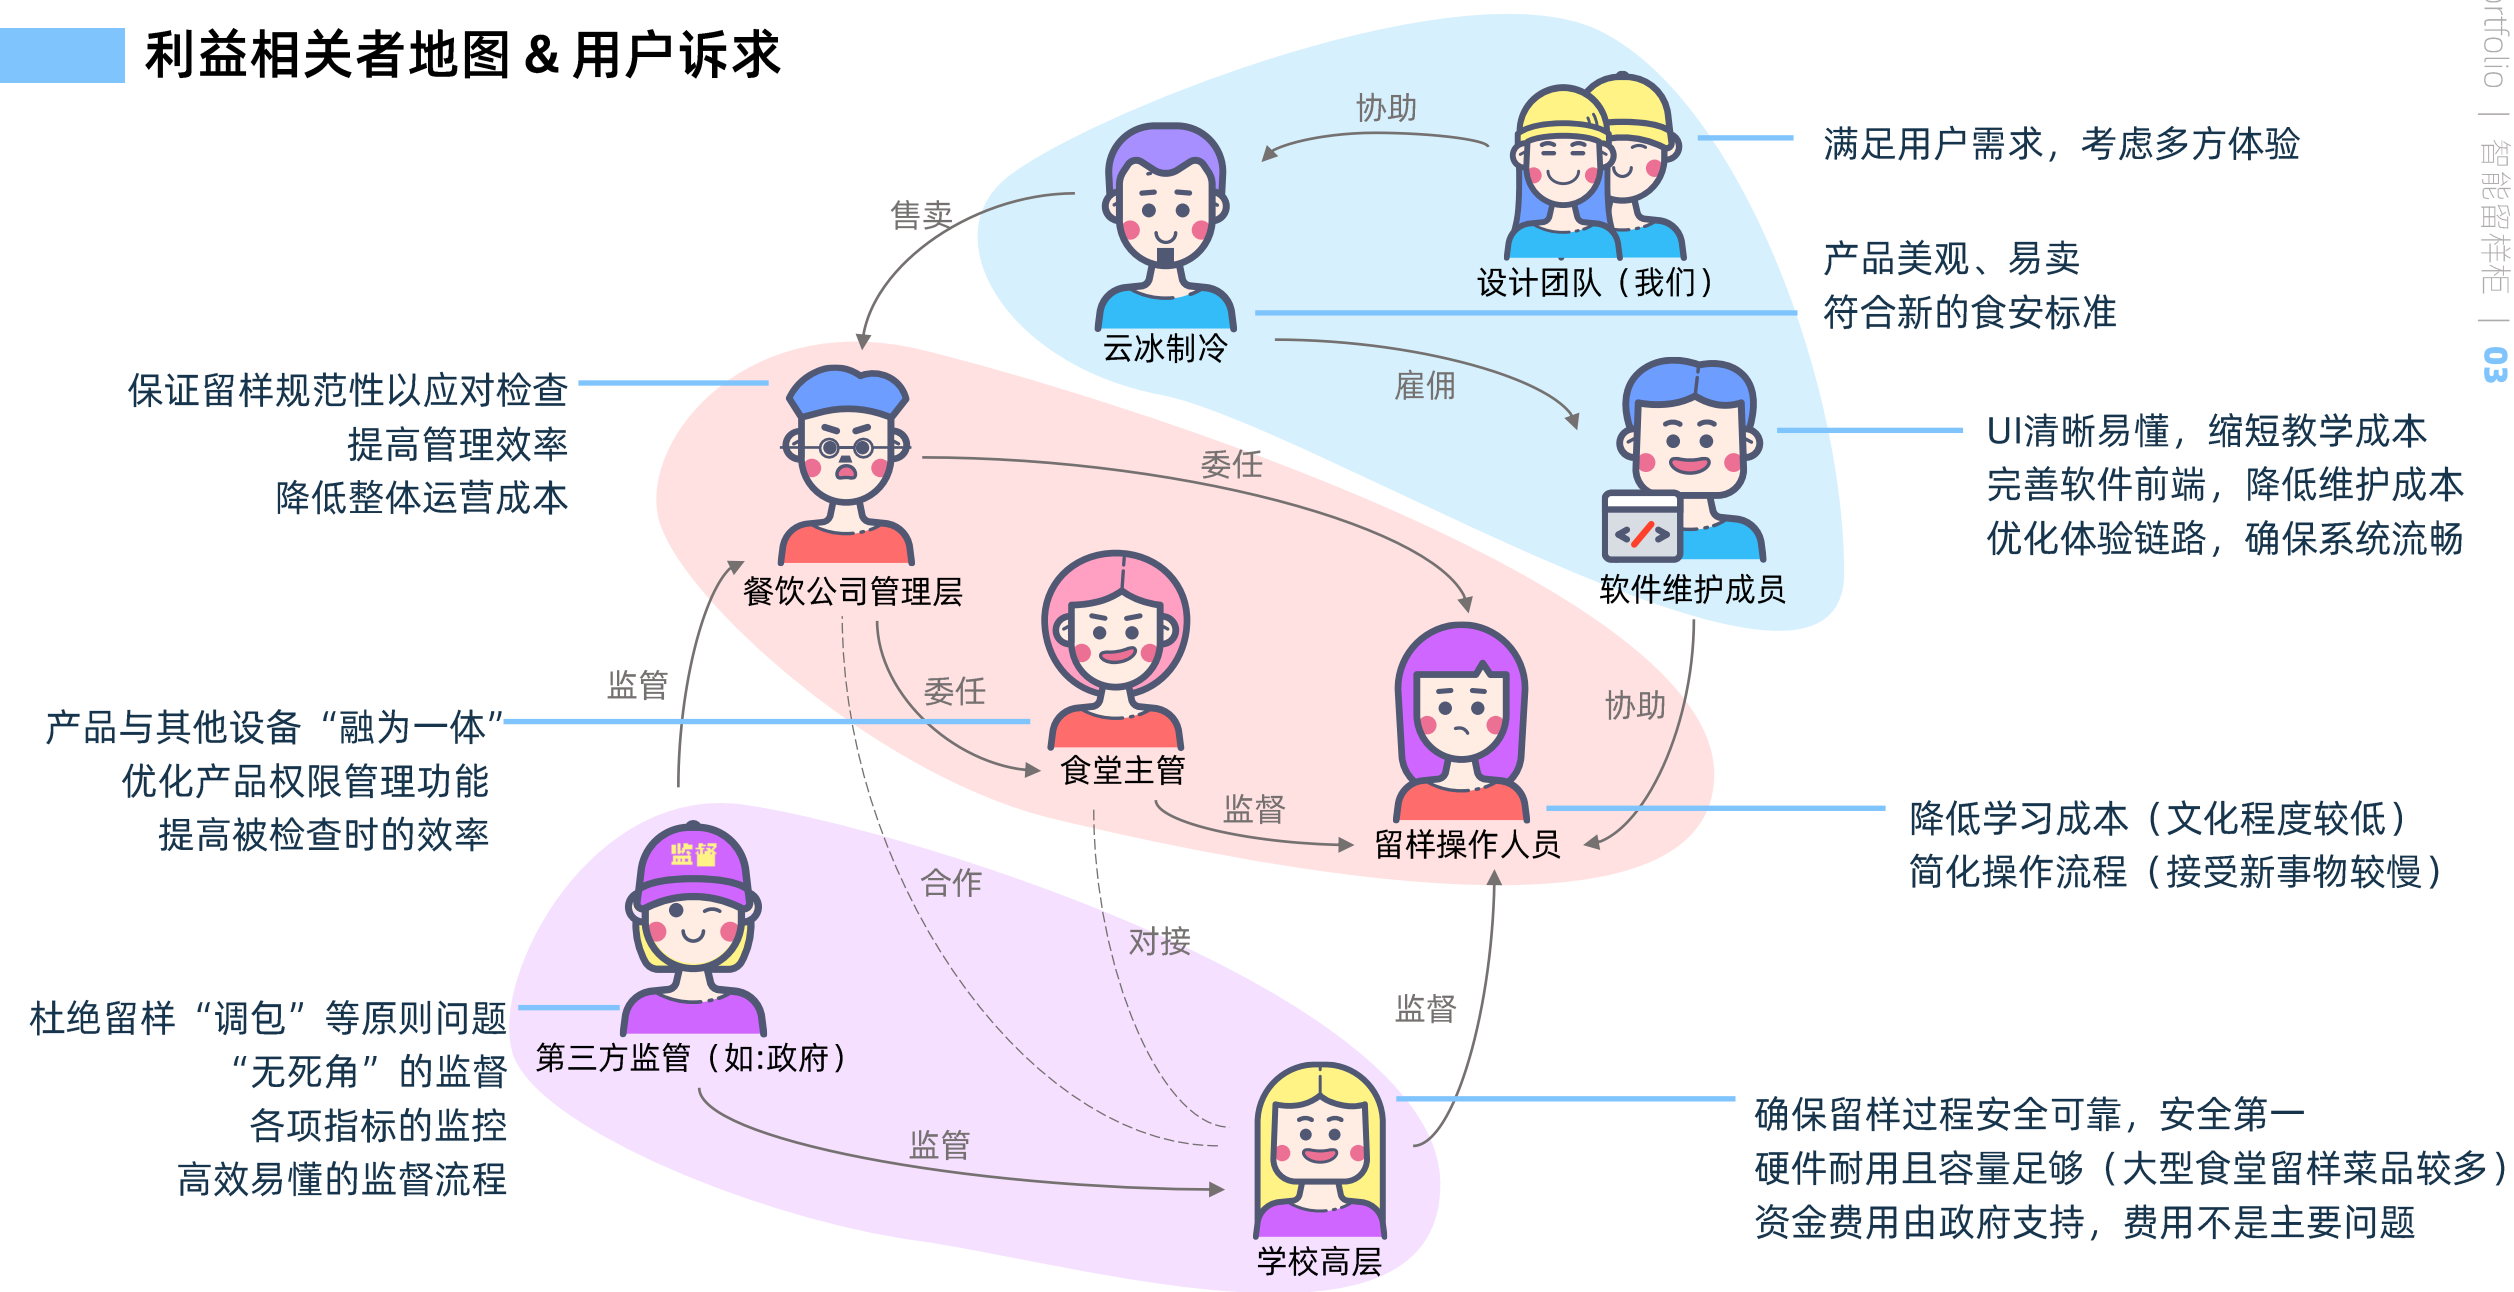 利益相关者地图 & 用户诉求
ortfolio | 智能留样柜 | 03
协助
满足用户需求，考虑多方体验
售卖
设计团队（我们）
产品美观、易卖
符合新的食安标准
云冰制冷
雇佣
保证留样规范性以应对检查
提高管理效率
降低整体运营成本
委任
UI清晰易懂，缩短教学成本
完善软件前端，降低维护成本
优化体验链路，确保系统流畅
</>
餐饮公司管理层
软件维护成员
监管
委任
协助
产品与其他设备“融为一体”
优化产品权限管理功能
提高被检查时的效率
食堂主管
监督
留样操作人员
降低学习成本（文化程度较低）
简化操作流程（接受新事物较慢）
监督
合作
对接
监督
杜绝留样“调包”等原则问题
“无死角”的监督
各项指标的监控
高效易懂的监督流程
第三方监管（如:政府）
监管
确保留样过程安全可靠，安全第一
硬件耐用且容量足够（大型食堂留样菜品较多）
资金费用由政府支持，费用不是主要问题
学校高层